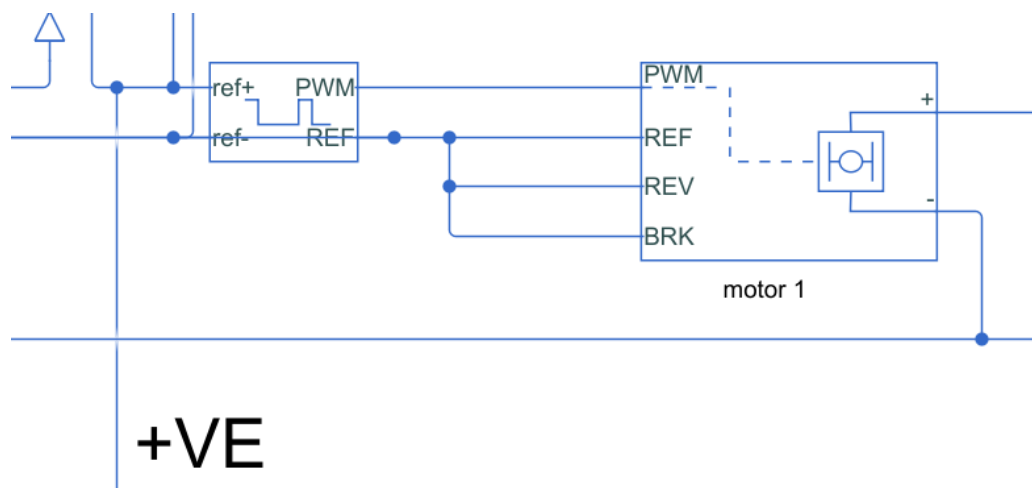 ref+ PWM
ref- REF
PWM
REF
REV
BRK
+
-
motor 1
+VE